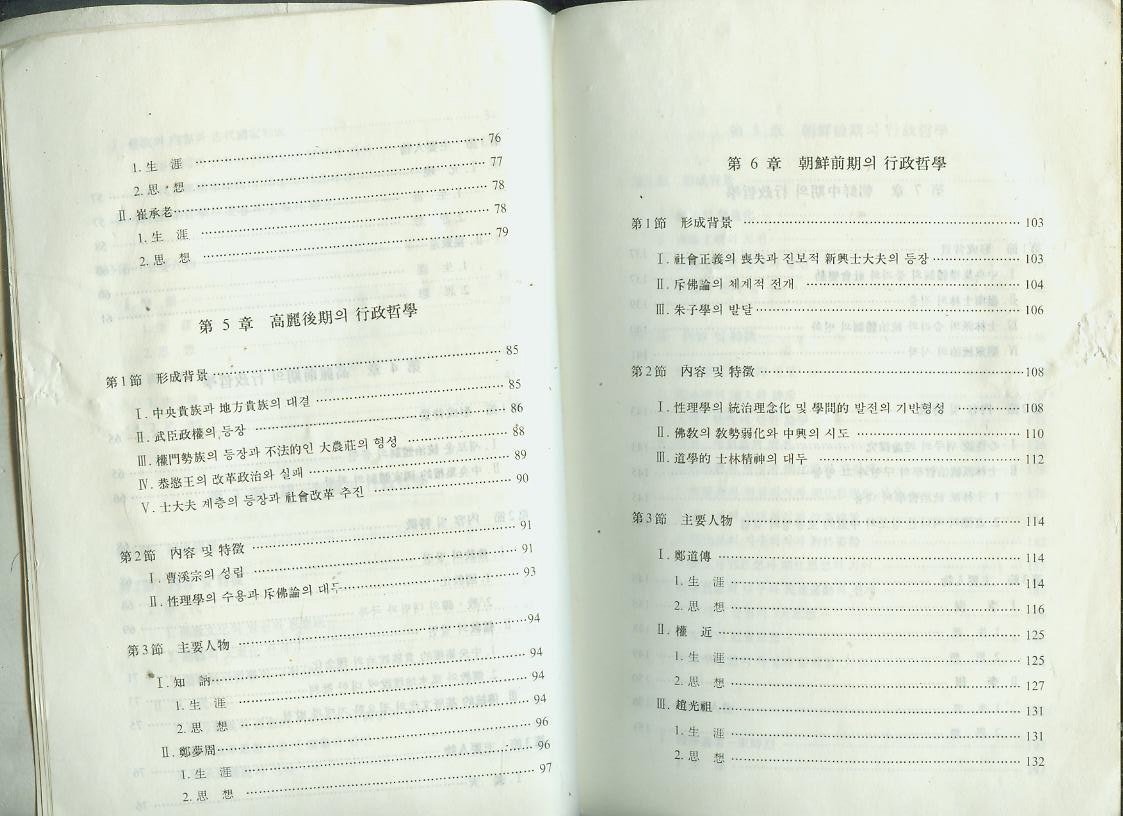 1. 生 涯 76
2. 思 想 77
Ⅱ. 崔承老 78
1. 生 涯 78
2. 思 想 79
第 5 章 高麗後期의 行政哲學
第1節 形成背景 85
Ⅰ. 中央貴族과 地方貴族의 대결 85
Ⅱ. 武臣政權의 등장 86
Ⅲ. 權門勢族의 등장과 不法的인 大農莊의 형성 88
Ⅳ. 恭愍王의 改革政治와 실패 89
Ⅴ. 士大夫 계층의 등장과 社會改革 추진 90
第2節 內容 및 特徵 91
Ⅰ. 曹溪宗의 성립 91
Ⅱ. 性理學의 수용과 斥佛論의 대두 93
第3節 主要人物 94
Ⅰ. 知 訥 94
1. 生 涯 94
2. 思 想 94
Ⅱ. 鄭夢周 96
1. 生 涯 96
2. 思 想 97
第 6 章 朝鮮前期의 行政哲學
第1節 形成背景 103
Ⅰ. 社會正義의 喪失과 진보적 新興士大夫의 등장 103
Ⅱ. 斥佛論의 체계적 전개 104
Ⅲ. 朱子學의 발달 106
第2節 內容 및 特徵 108
Ⅰ. 性理學의 統治理念化 및 學問的 발전의 기반형성 108
Ⅱ. 佛敎의 敎勢弱化와 中興의 시도 110
Ⅲ. 道學的 士林精神의 대두 112
第3節 主要人物 114
Ⅰ. 鄭道傳 114
1. 生 涯 114
2. 思 想 116
Ⅱ. 權 近 125
1. 生 涯 125
2. 思 想 127
Ⅲ. 趙光祖 131
1. 生 涯 131
2. 思 想 132